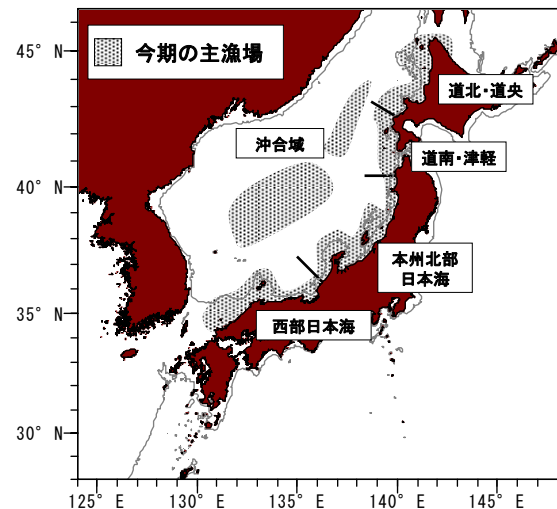 45° N
今期の主漁場
道北・道央
沖合域
道南・津軽
40° N
本州北部
日本海
35° N
西部日本海
30° N
125° E
130° E
135° E
140° E
145° E